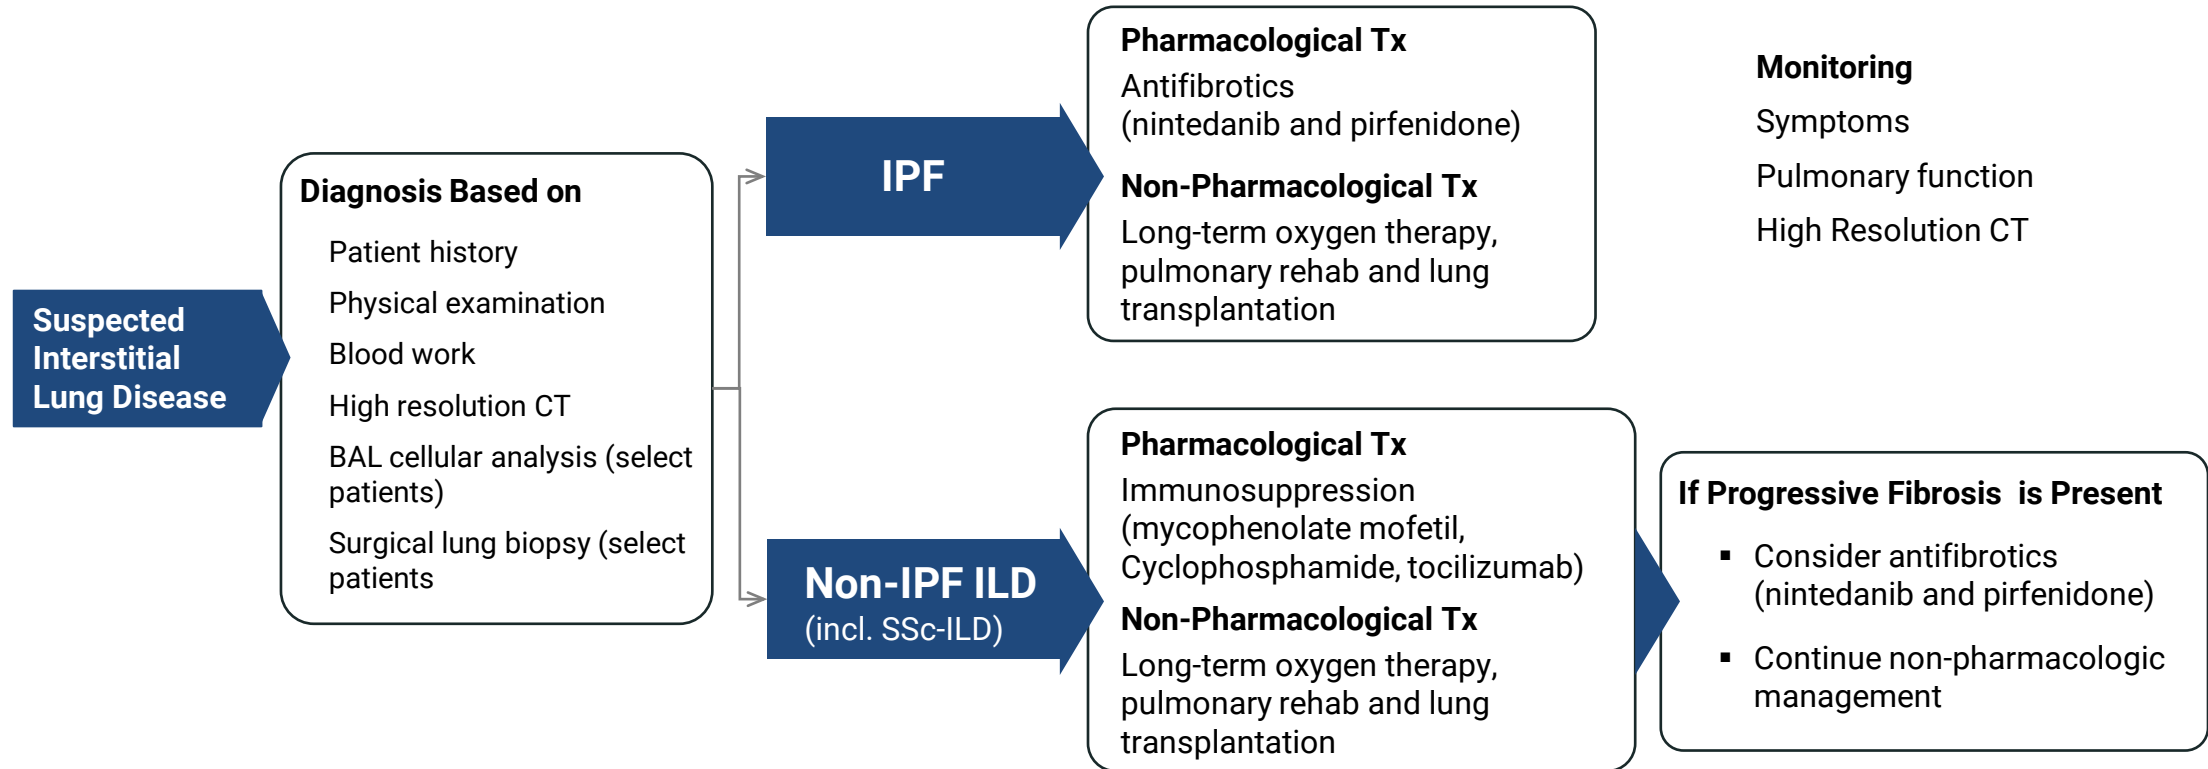 Suspected
Interstitial
Lung Disease
Diagnosis Based on
Patient history
Physical examination
Blood work
High resolution CT
BAL cellular analysis (select
patients)
Surgical lung biopsy (select
patients
IPF
Pharmacological Tx
Antifibrotics
(nintedanib and pirfenidone)
Non-Pharmacological Tx
Long-term oxygen therapy,
pulmonary rehab and lung
transplantation
Monitoring
Symptoms
Pulmonary function
High Resolution CT
Non-IPF ILD
(incl. SSc-ILD)
Pharmacological Tx
Immunosuppression
(mycophenolate mofetil,
Cyclophosphamide, tocilizumab)
Non-Pharmacological Tx
Long-term oxygen therapy,
pulmonary rehab and lung
transplantation
If Progressive Fibrosis  is Present
▪ Consider antifibrotics
(nintedanib and pirfenidone)
▪ Continue non-pharmacologic
management